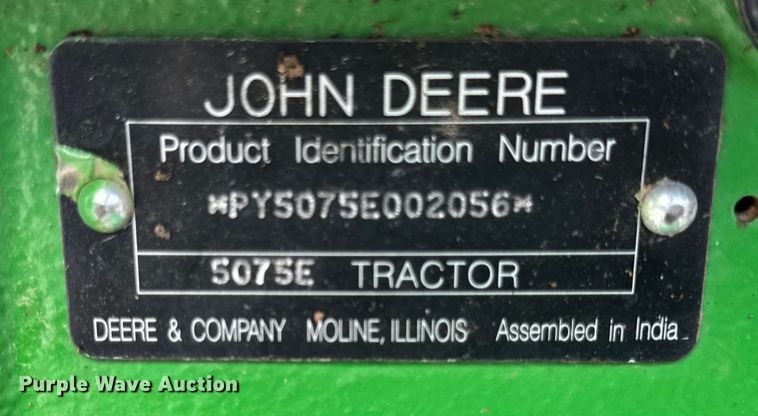 JOHN DEERE
Product Identification Number
*PY5075E002056*
5075E TRACTOR
DEERE & COMPANY MOLINE, ILLINOIS Assembled in India
Purple Wave Auction